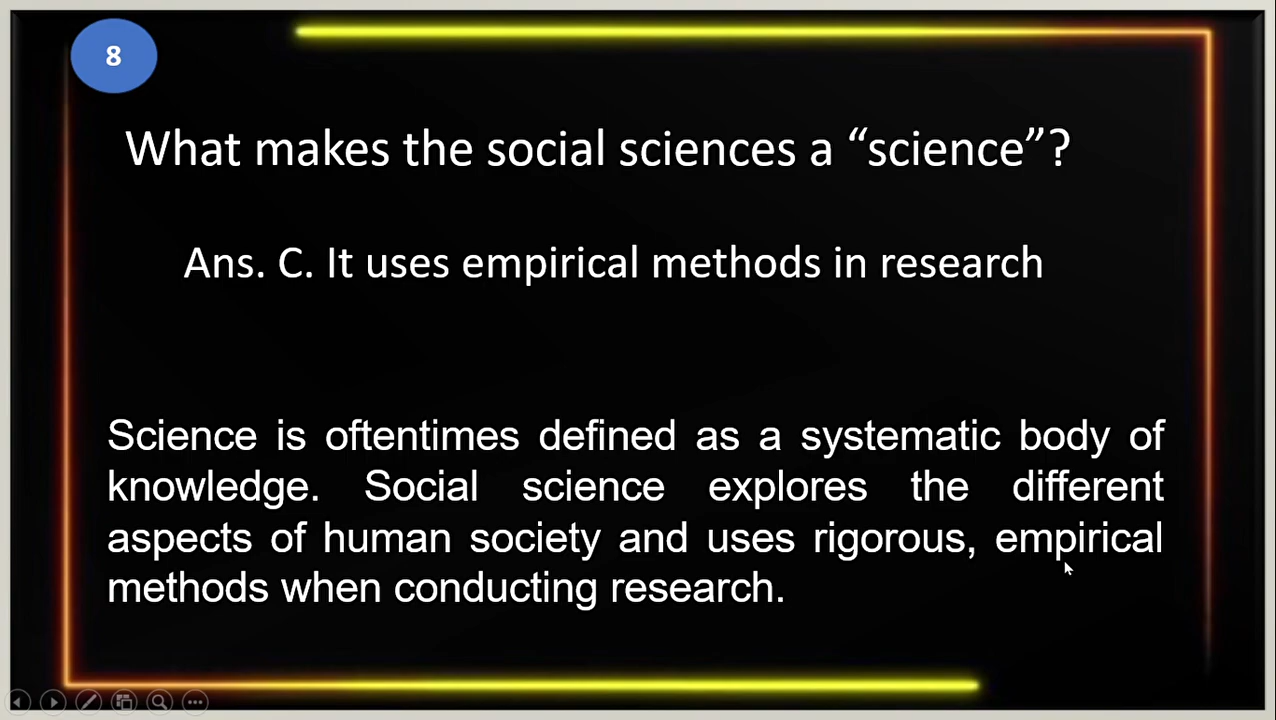 8
What makes the social sciences a “science”?
Ans. C. It uses empirical methods in research
Science is oftentimes defined as a systematic body of
knowledge. Social science explores the different
aspects of human society and uses rigorous, empirical
methods when conducting research.